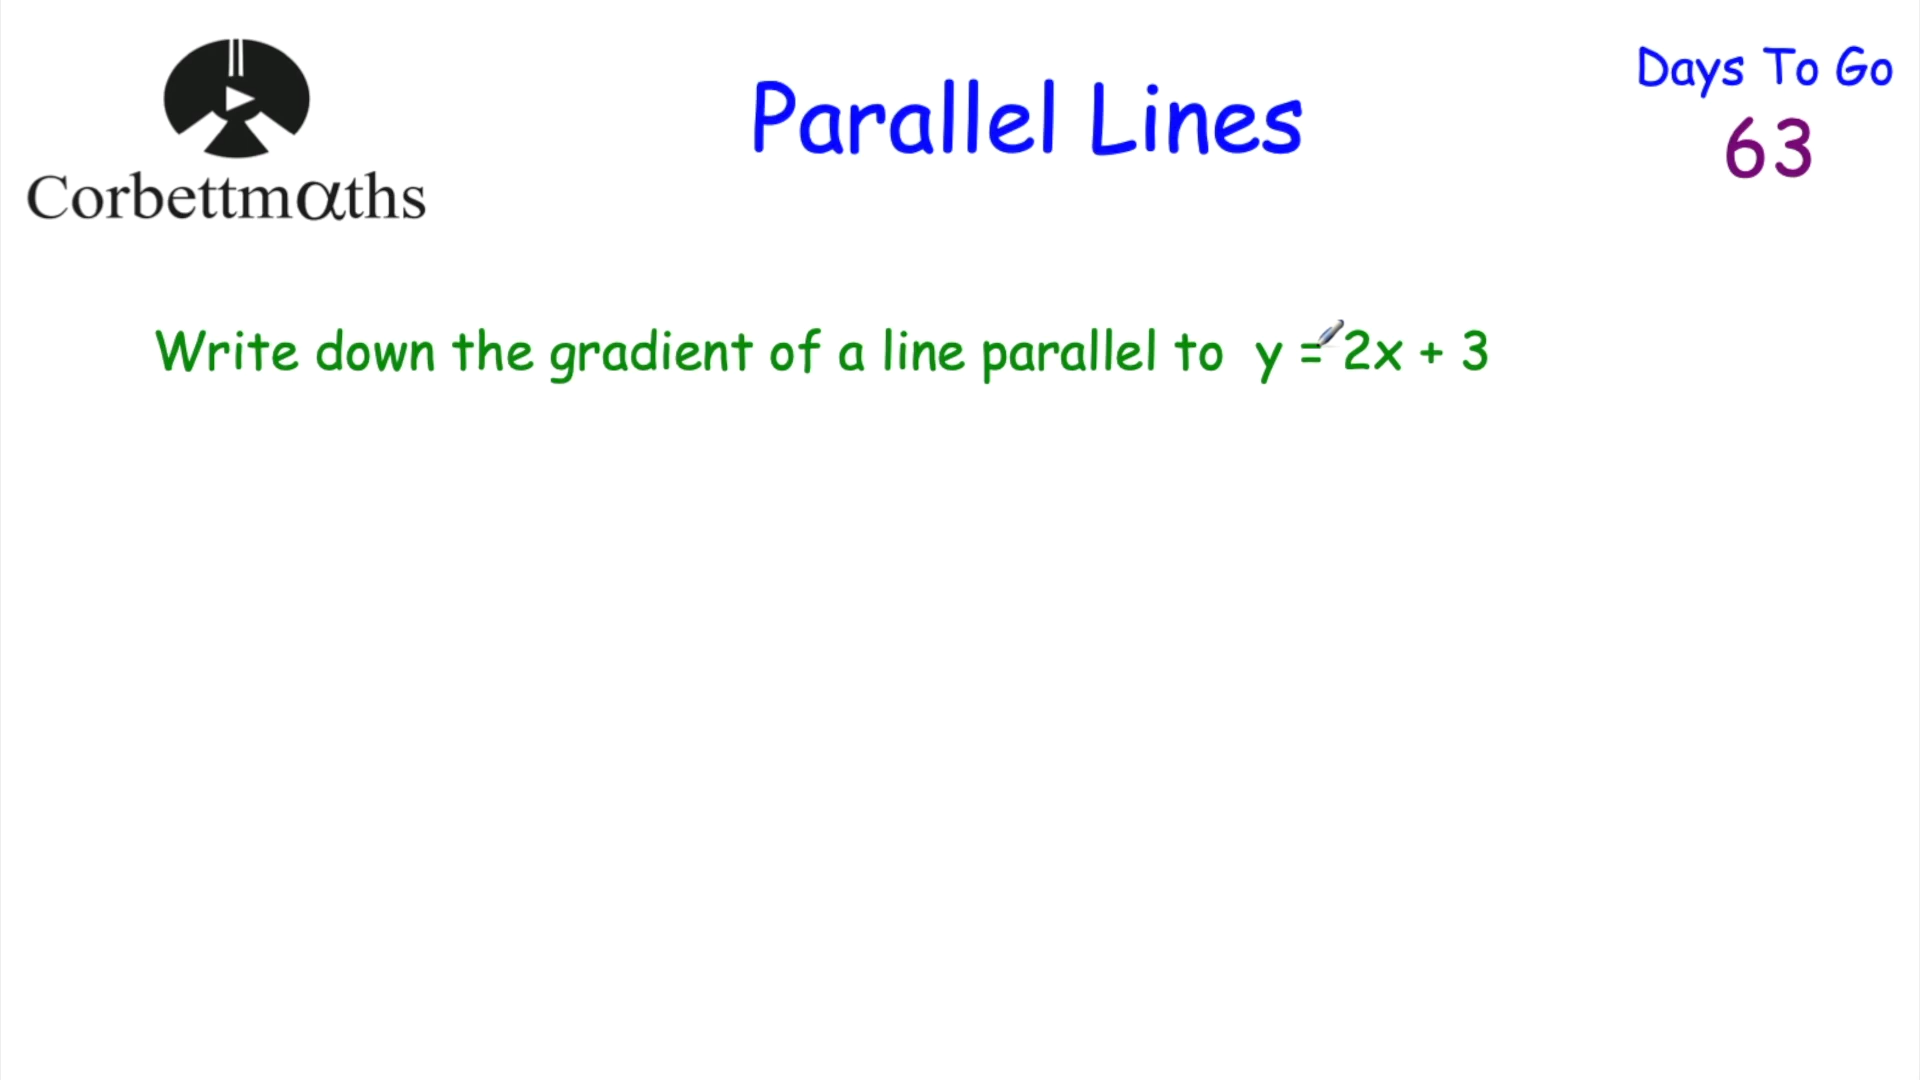 Corbettmαths
Parallel Lines
Days To Go
63
Write down the gradient of a line parallel to y = 2x + 3